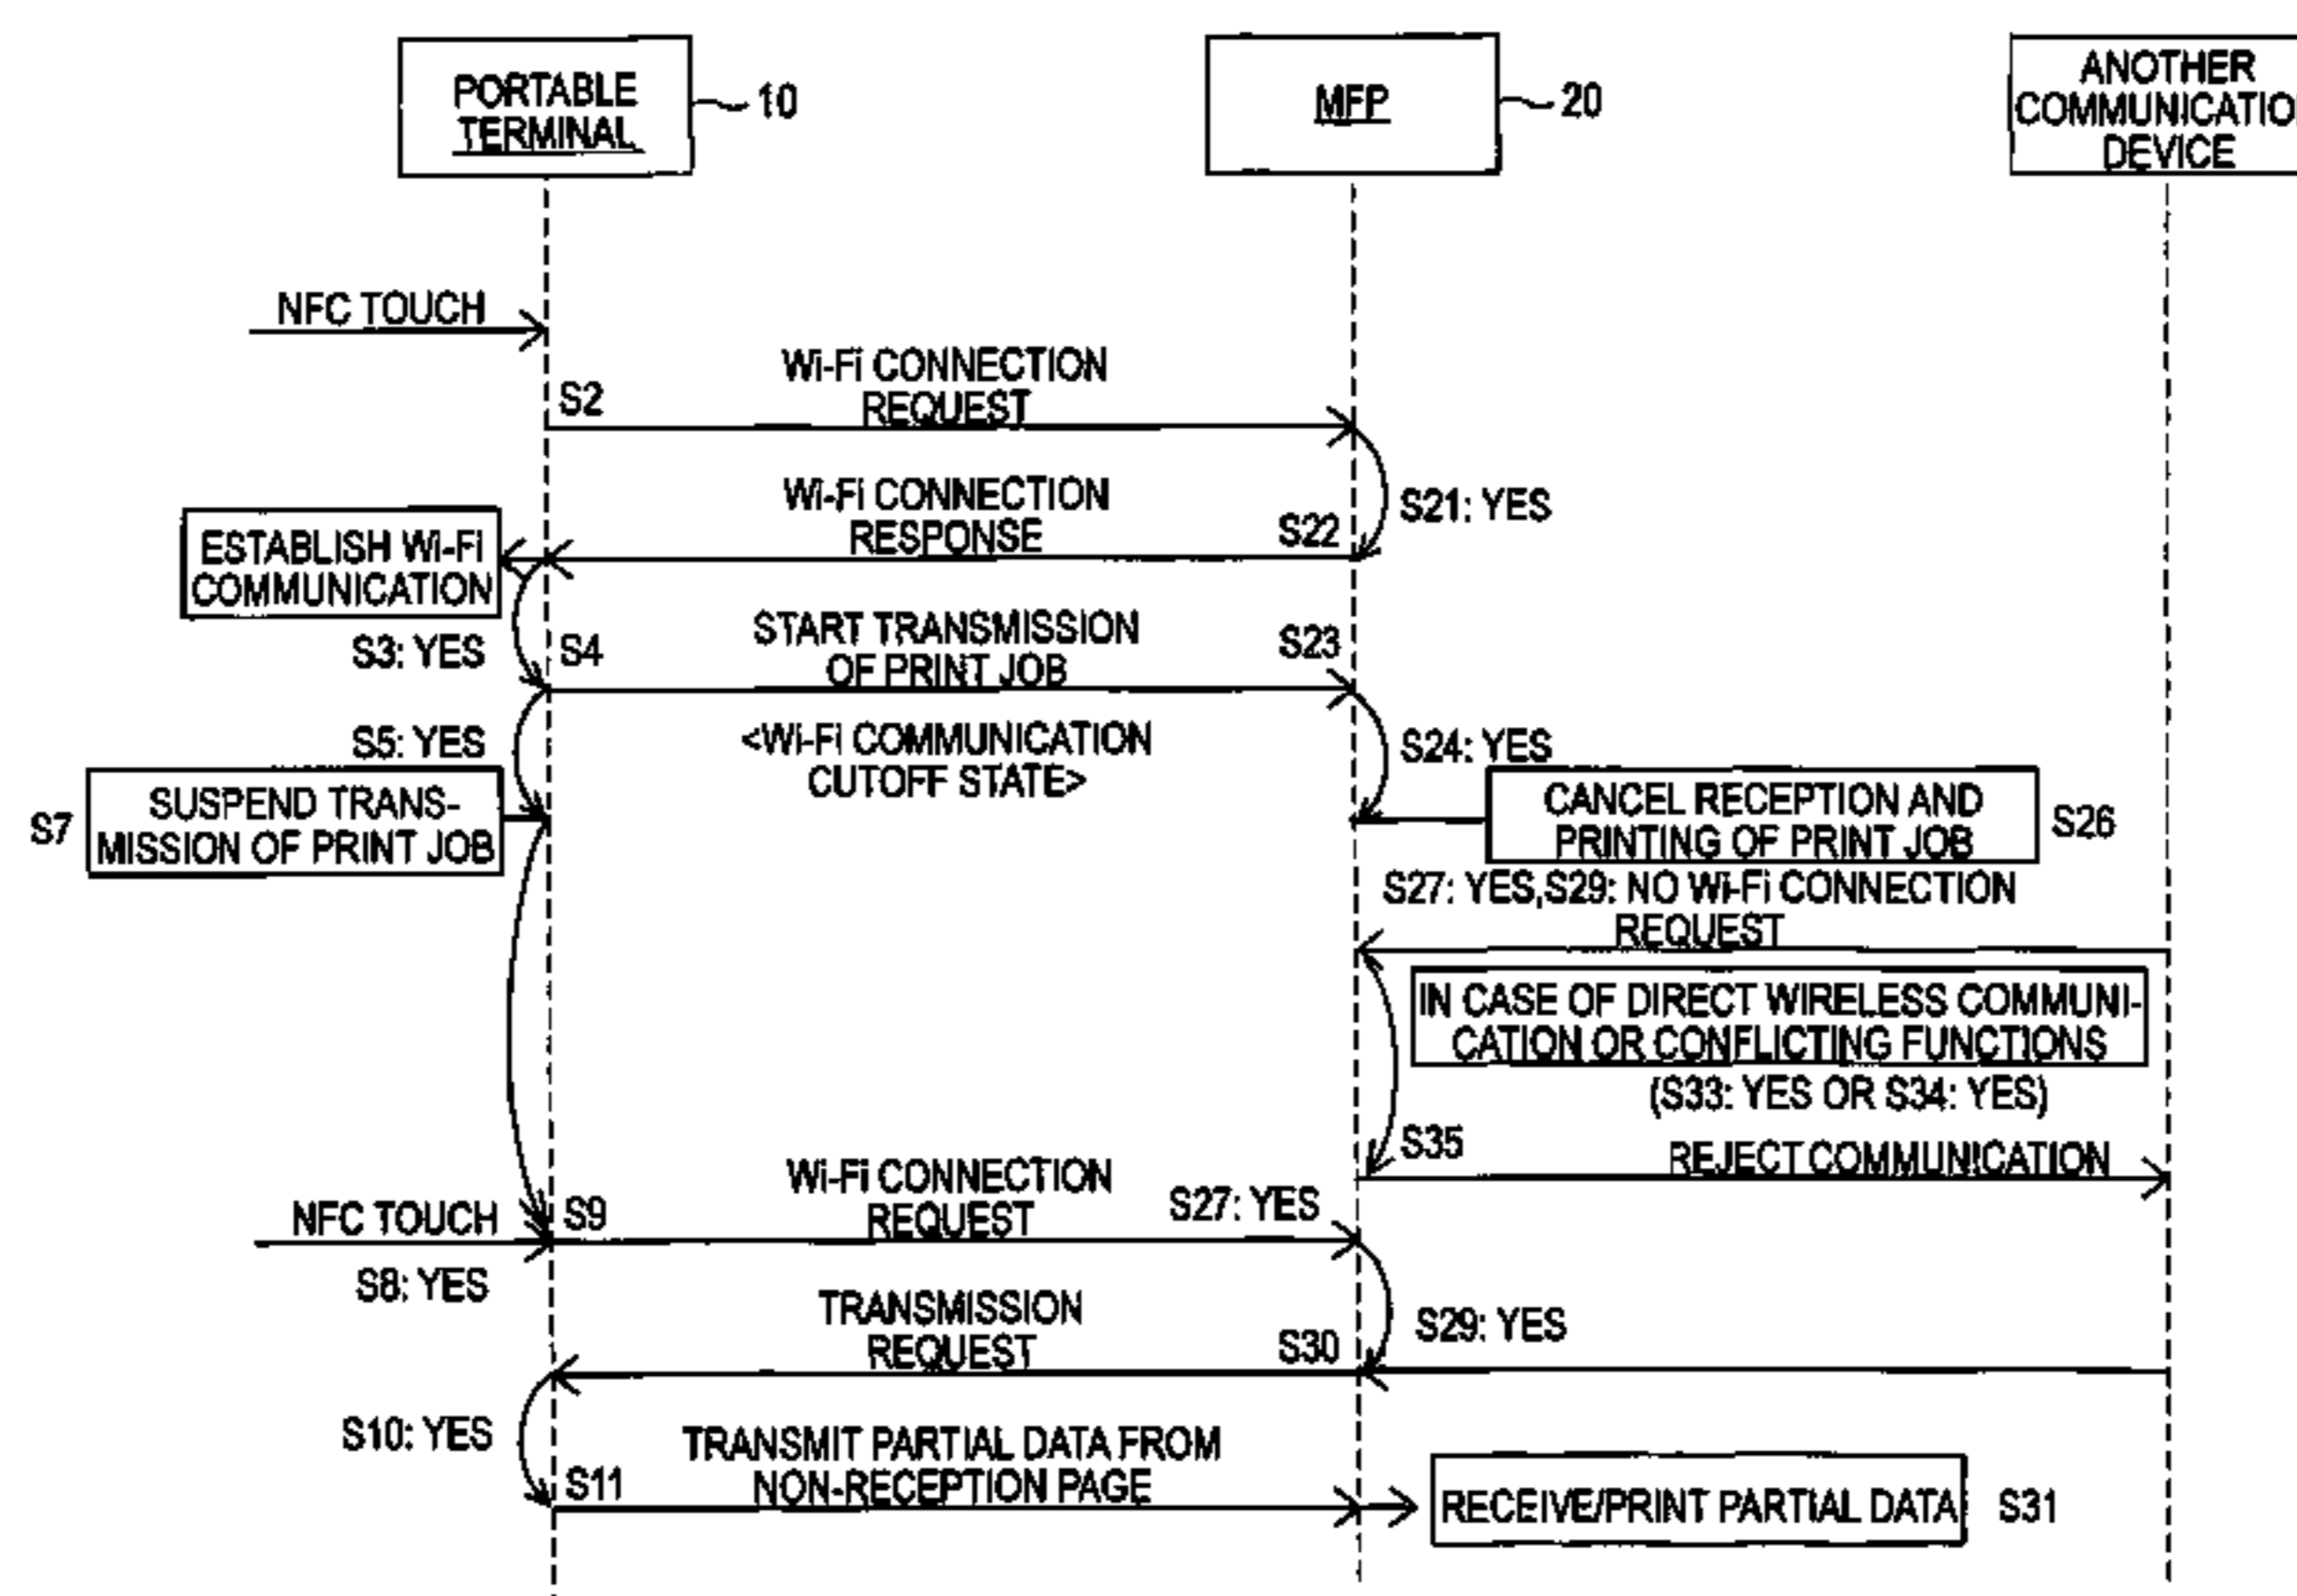 PORTABLE
TERMINAL
10
MFP
20
ANOTHER
COMMUNICATIO
DEVICE
NFC TOUCH
Wi-Fi CONNECTION
REQUEST
S2
Wi-Fi CONNECTION
RESPONSE
S22
S21: YES
ESTABLISH Wi-Fi
COMMUNICATION
S3: YES
S4
START TRANSMISSION
OF PRINT JOB
S23
S5: YES
<Wi-Fi COMMUNICATION
CUTOFF STATE>
S24: YES
S7
SUSPEND TRANS-
MISSION OF PRINT JOB
CANCEL RECEPTION AND
PRINTING OF PRINT JOB
S26
S27: YES,S29: NO Wi-Fi CONNECTION
REQUEST
IN CASE OF DIRECT WIRELESS COMMUNI-
CATION OR CONFLICTING FUNCTIONS
(S33: YES OR S34: YES)
S35
REJECT COMMUNICATION
NFC TOUCH
S8: YES
S9
Wi-Fi CONNECTION
REQUEST
S27: YES
S29: YES
TRANSMISSION
REQUEST
S30
S10: YES
S11
TRANSMIT PARTIAL DATA FROM
NON-RECEPTION PAGE
RECEIVE/PRINT PARTIAL DATA
S31